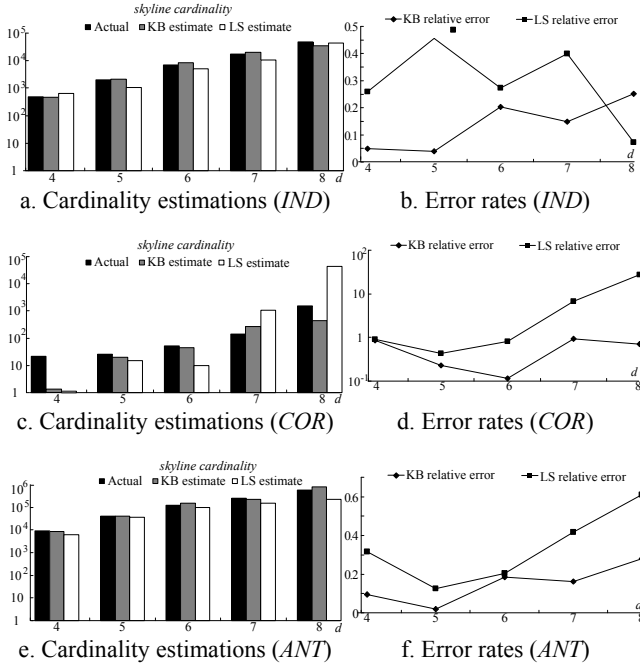 skyline cardinality
Actual KB estimate LS estimate
10^5
10^4
10^3
10^2
10
1
4 5 6 7 8 d
a. Cardinality estimations (IND)
KB relative error LS relative error
0.5
0.4
0.3
0.2
0.1
0
4 5 6 7 8
d
b. Error rates (IND)
skyline cardinality
Actual KB estimate LS estimate
10^5
10^4
10^3
10^2
10
1
4 5 6 7 8 d
c. Cardinality estimations (COR)
KB relative error LS relative error
10^2
10
1
10^-1
4 5 6 7 8
d
d. Error rates (COR)
skyline cardinality
Actual KB estimate LS estimate
10^6
10^5
10^4
10^3
10^2
10
1
4 5 6 7 8 d
e. Cardinality estimations (ANT)
KB relative error LS relative error
0.6
0.4
0.2
0
4 5 6 7 8
d
f. Error rates (ANT)